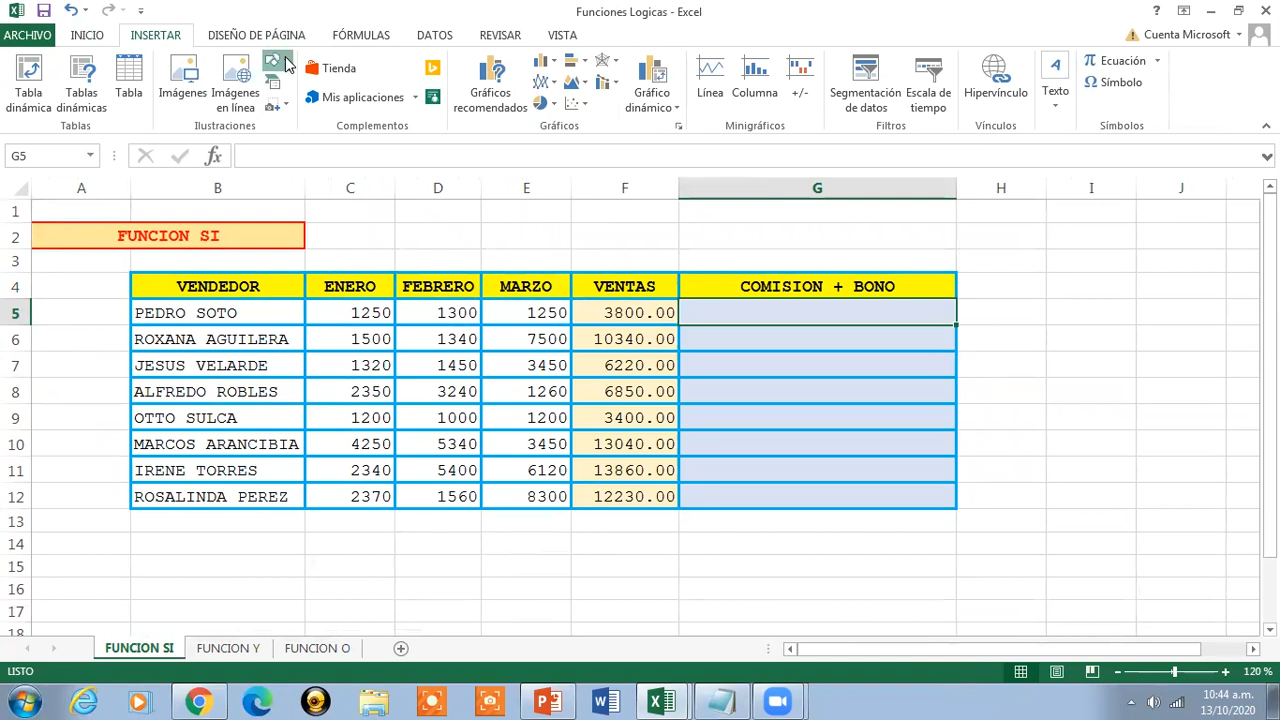 Funciones Logicas - Excel
ARCHIVO INICIO INSERTAR DISEÑO DE PÁGINA FÓRMULAS DATOS REVISAR VISTA Cuenta Microsoft
Tabla dinámica
Tablas dinámicas
Tabla
Imágenes
Imágenes en línea
Tienda
Mis aplicaciones
Gráficos recomendados
Gráfico dinámico
Línea
Columna
+/-
Segmentación de datos
Escala de tiempo
Hipervínculo
Texto
Ecuación
Símbolo
Tablas Ilustraciones Complementos Gráficos Minigráficos Filtros Vínculos Símbolos
G5 fx
A B C D E F G H I J
1
2 FUNCION SI
3
4 VENDEDOR ENERO FEBRERO MARZO VENTAS COMISION + BONO
5 PEDRO SOTO 1250 1300 1250 3800.00
6 ROXANA AGUILERA 1500 1340 7500 10340.00
7 JESUS VELARDE 1320 1450 3450 6220.00
8 ALFREDO ROBLES 2350 3240 1260 6850.00
9 OTTO SULCA 1200 1000 1200 3400.00
10 MARCOS ARANCIBIA 4250 5340 3450 13040.00
11 IRENE TORRES 2340 5400 6120 13860.00
12 ROSALINDA PEREZ 2370 1560 8300 12230.00
13
14
15
16
17
18
FUNCION SI FUNCION Y FUNCION O
LISTO 120 %
10:44 a.m.
13/10/2020